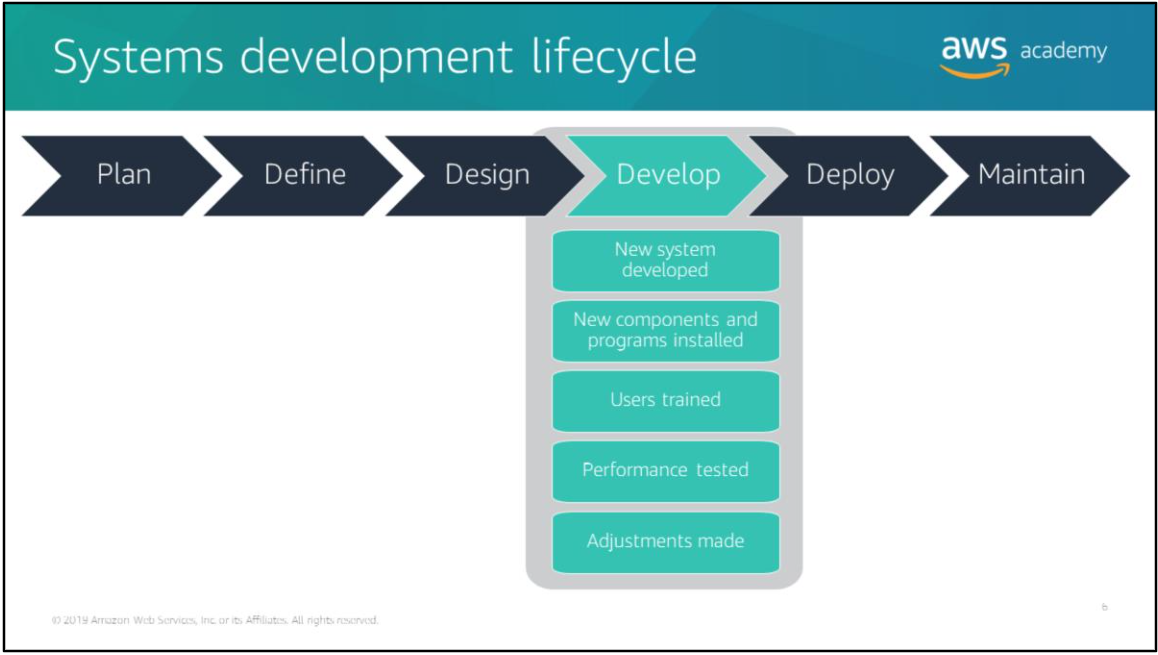 Systems development lifecycle
aws academy
Plan
Define
Design
Develop
Deploy
Maintain
New system
developed
New components and
programs installed
Users trained
Performance tested
Adjustments made
© 2019 Amazon Web Services, Inc. or its Affiliates. All rights reserved.
6